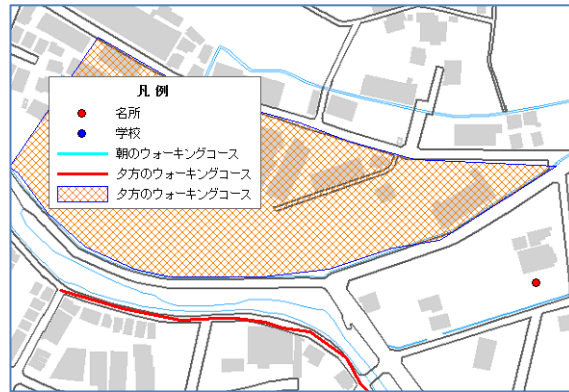 凡 例
名所
学校
朝のウォーキングコース
夕方のウォーキングコース
夕方のウォーキングコース